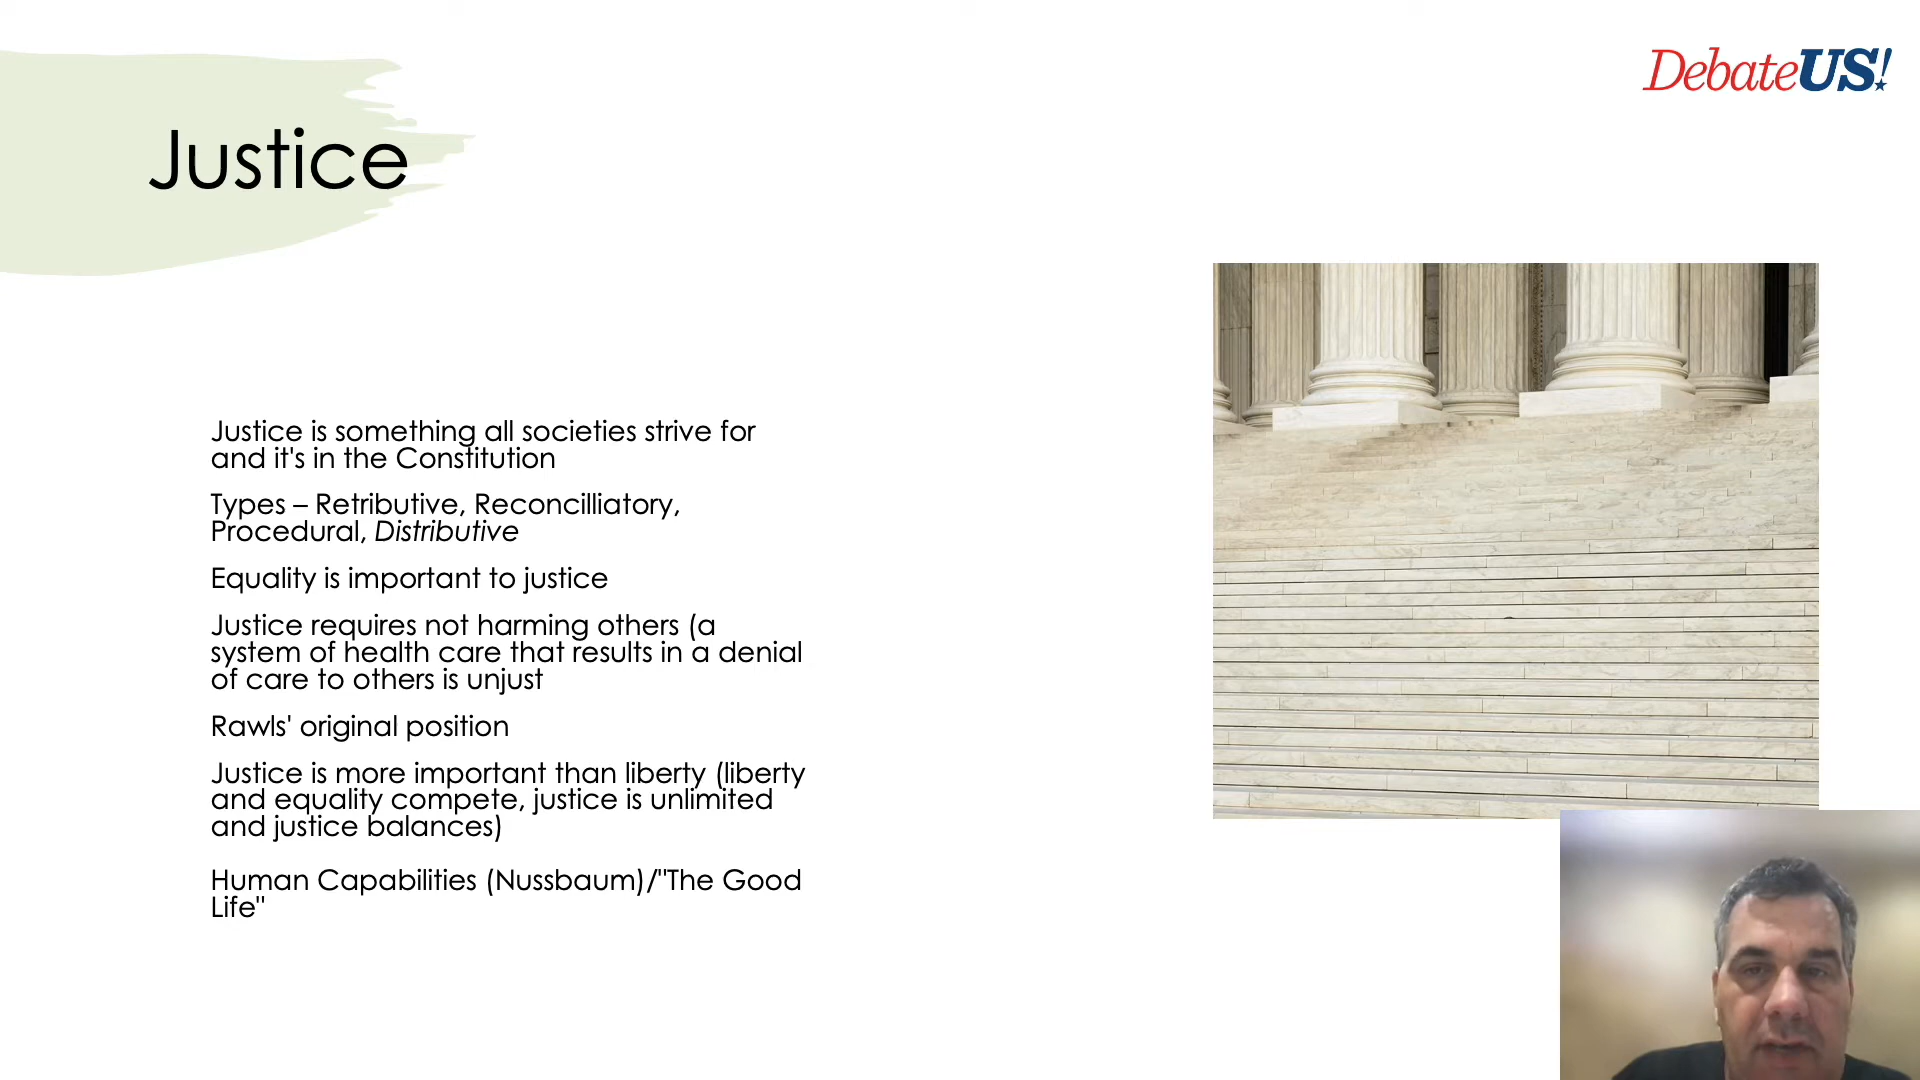 DebateUS!
Justice
Justice is something all societies strive for
and it's in the Constitution
Types – Retributive, Reconcilliatory,
Procedural, Distributive
Equality is important to justice
Justice requires not harming others (a
system of health care that results in a denial
of care to others is unjust
Rawls' original position
Justice is more important than liberty (liberty
and equality compete, justice is unlimited
and justice balances)
Human Capabilities (Nussbaum)/"The Good
Life"